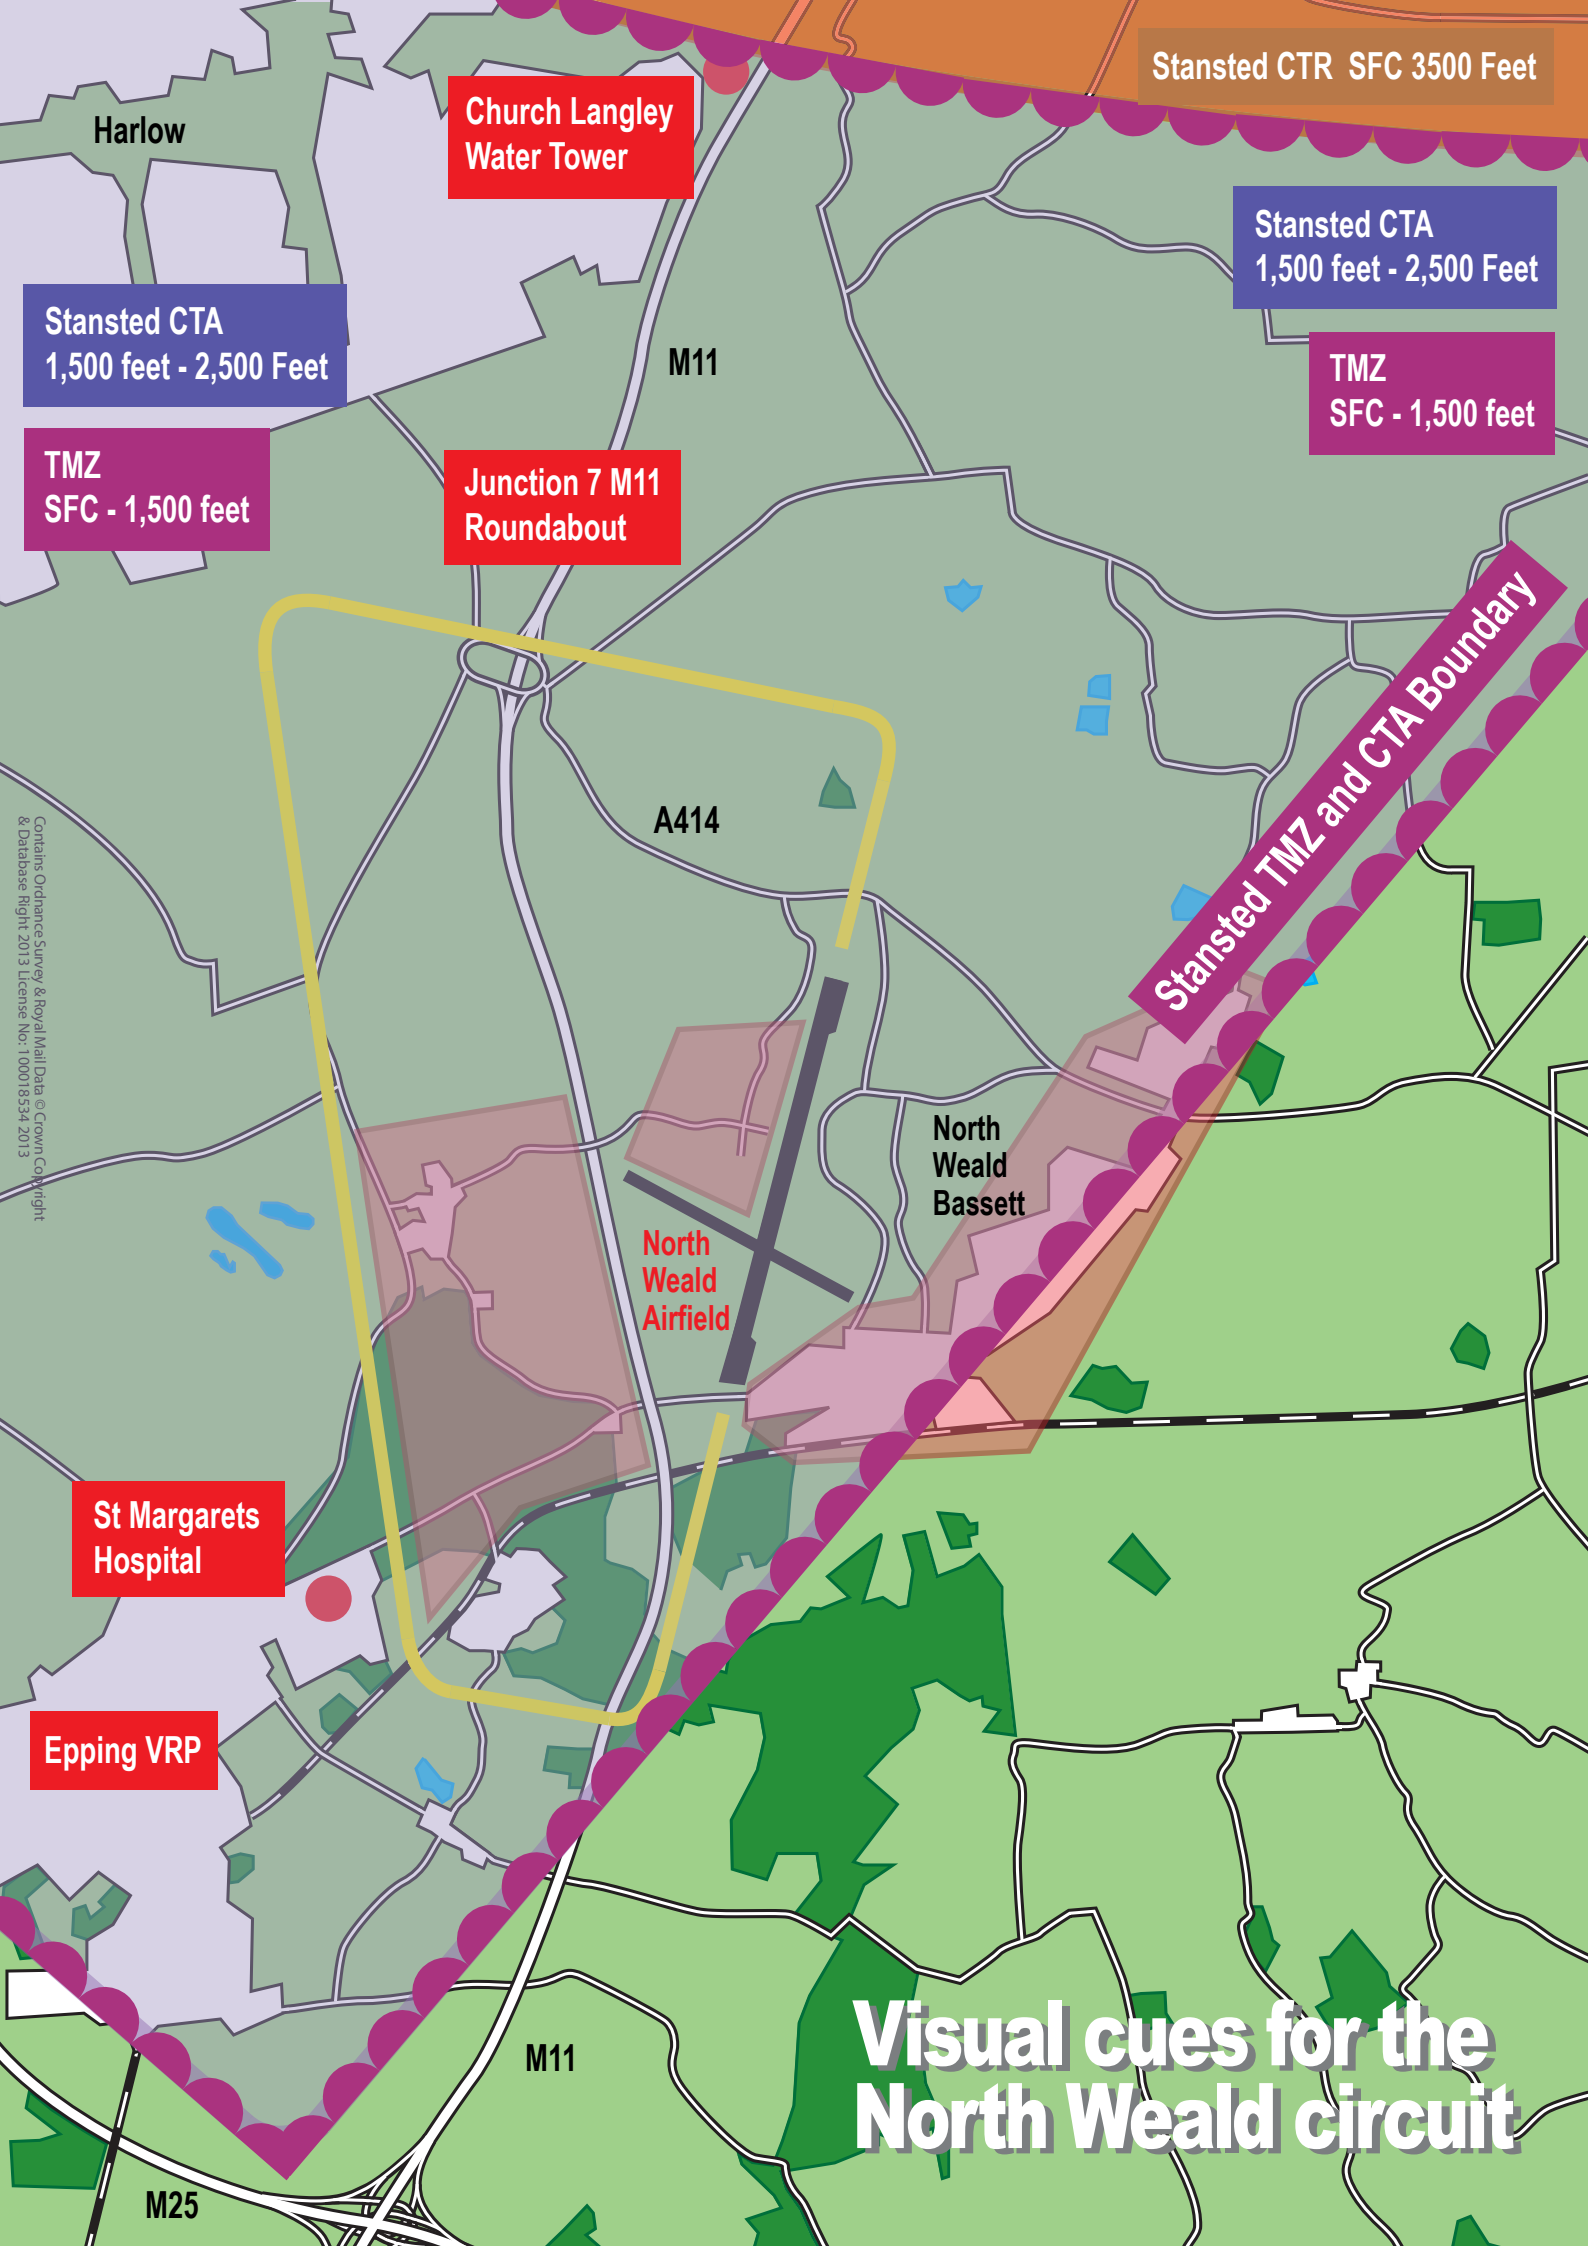 Stansted CTR  SFC 3500 Feet
Church Langley
Water Tower
Harlow
Stansted CTA
1,500 feet - 2,500 Feet
Stansted CTA
1,500 feet - 2,500 Feet
M11
TMZ
SFC - 1,500 feet
TMZ
SFC - 1,500 feet
Junction 7 M11
Roundabout
Stansted TMZ and CTA Boundary
A414
Contains Ordnance Survey & Royal Mail Data © Crown Copyright
& Database Right 2013 License No: 100018534 2013
North
Weald
Bassett
North
Weald
Airfield
St Margarets
Hospital
Epping VRP
Visual cues for the
North Weald circuit
M11
M25